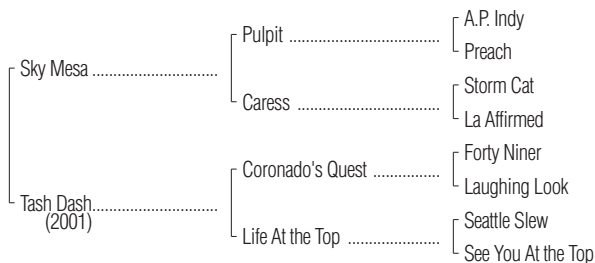 A.P. Indy
Pulpit ......................................
Preach
Sky Mesa ...............................
Storm Cat
Caress ....................................
La Affirmed
Forty Niner
Coronado's Quest .................
Laughing Look
Tash Dash...............................
(2001)
Seattle Slew
Life At the Top .......................
See You At the Top